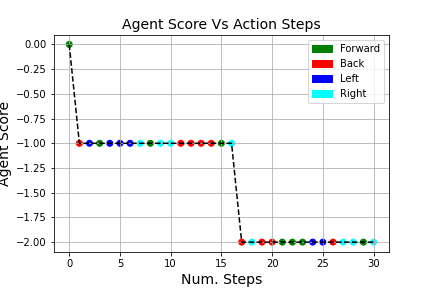 Agent Score Vs Action Steps
Agent Score
0.00
−0.25
−0.50
−0.75
−1.00
−1.25
−1.50
−1.75
−2.00
Forward
Back
Left
Right
0 5 10 15 20 25 30
Num. Steps